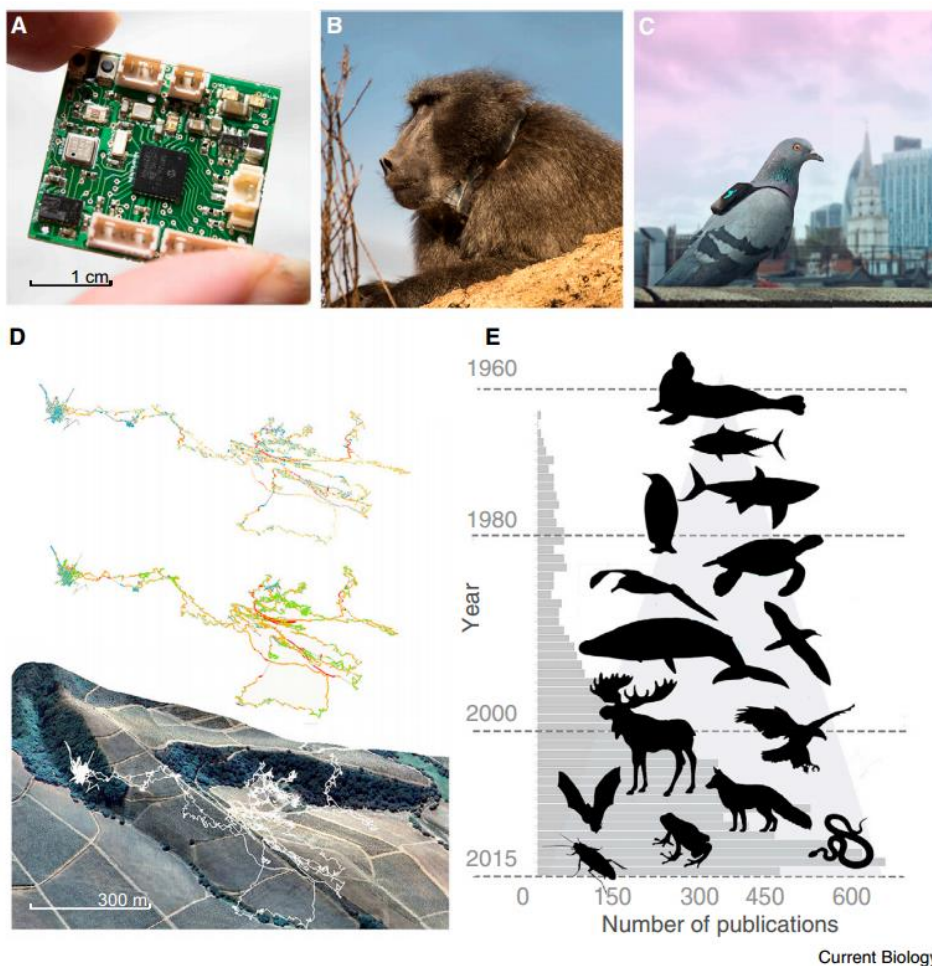 A
B
C
1 cm
D
E
300 m
1960
1980
2000
2015
Year
0 150 300 450 600
Number of publications
Current Biology